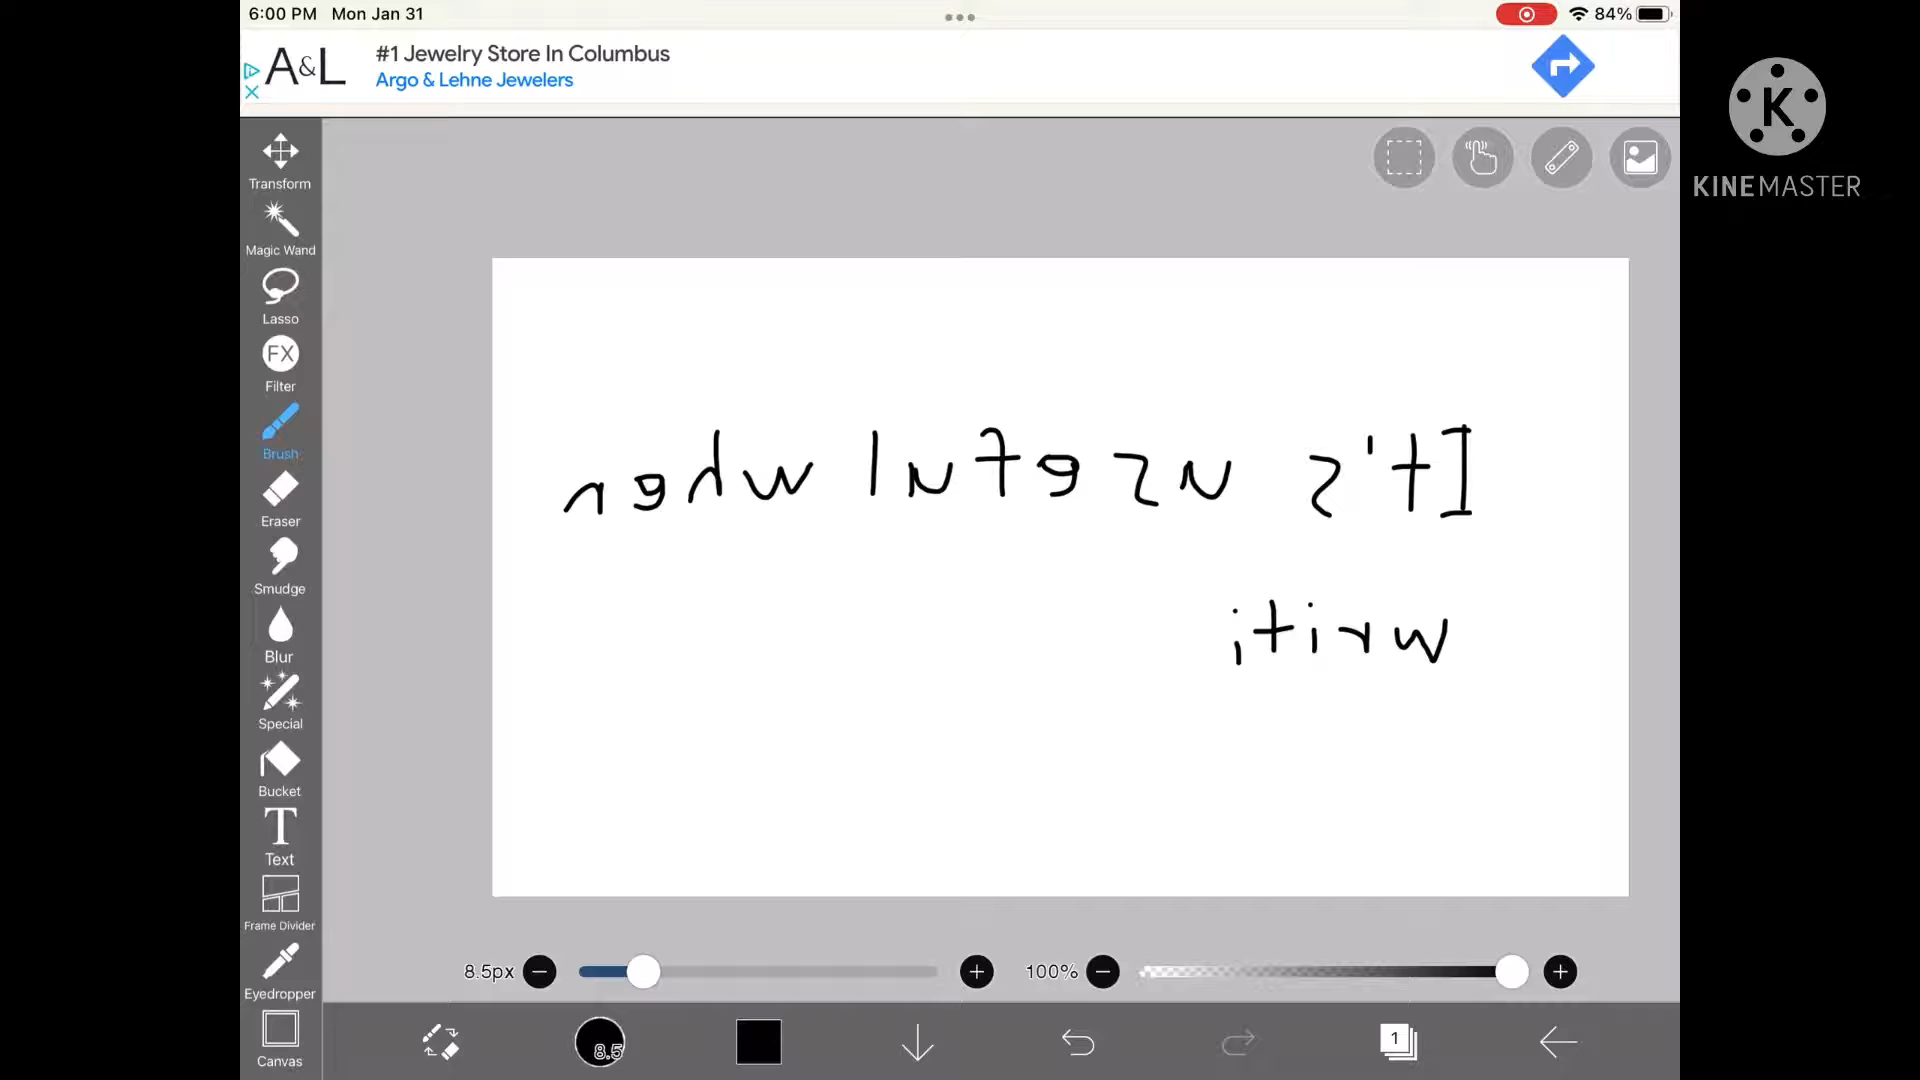 6:00 PM Mon Jan 31
84%
A&L
#1 Jewelry Store In Columbus
Argo & Lehne Jewelers
K
KINEMASTER
Transform
Magic Wand
Lasso
FX
Filter
Brush
Eraser
Smudge
Blur
Special
Bucket
T
Text
Frame Divider
Eyedropper
Canvas
It's useful when
writi
8.5px
100%
8.5
1